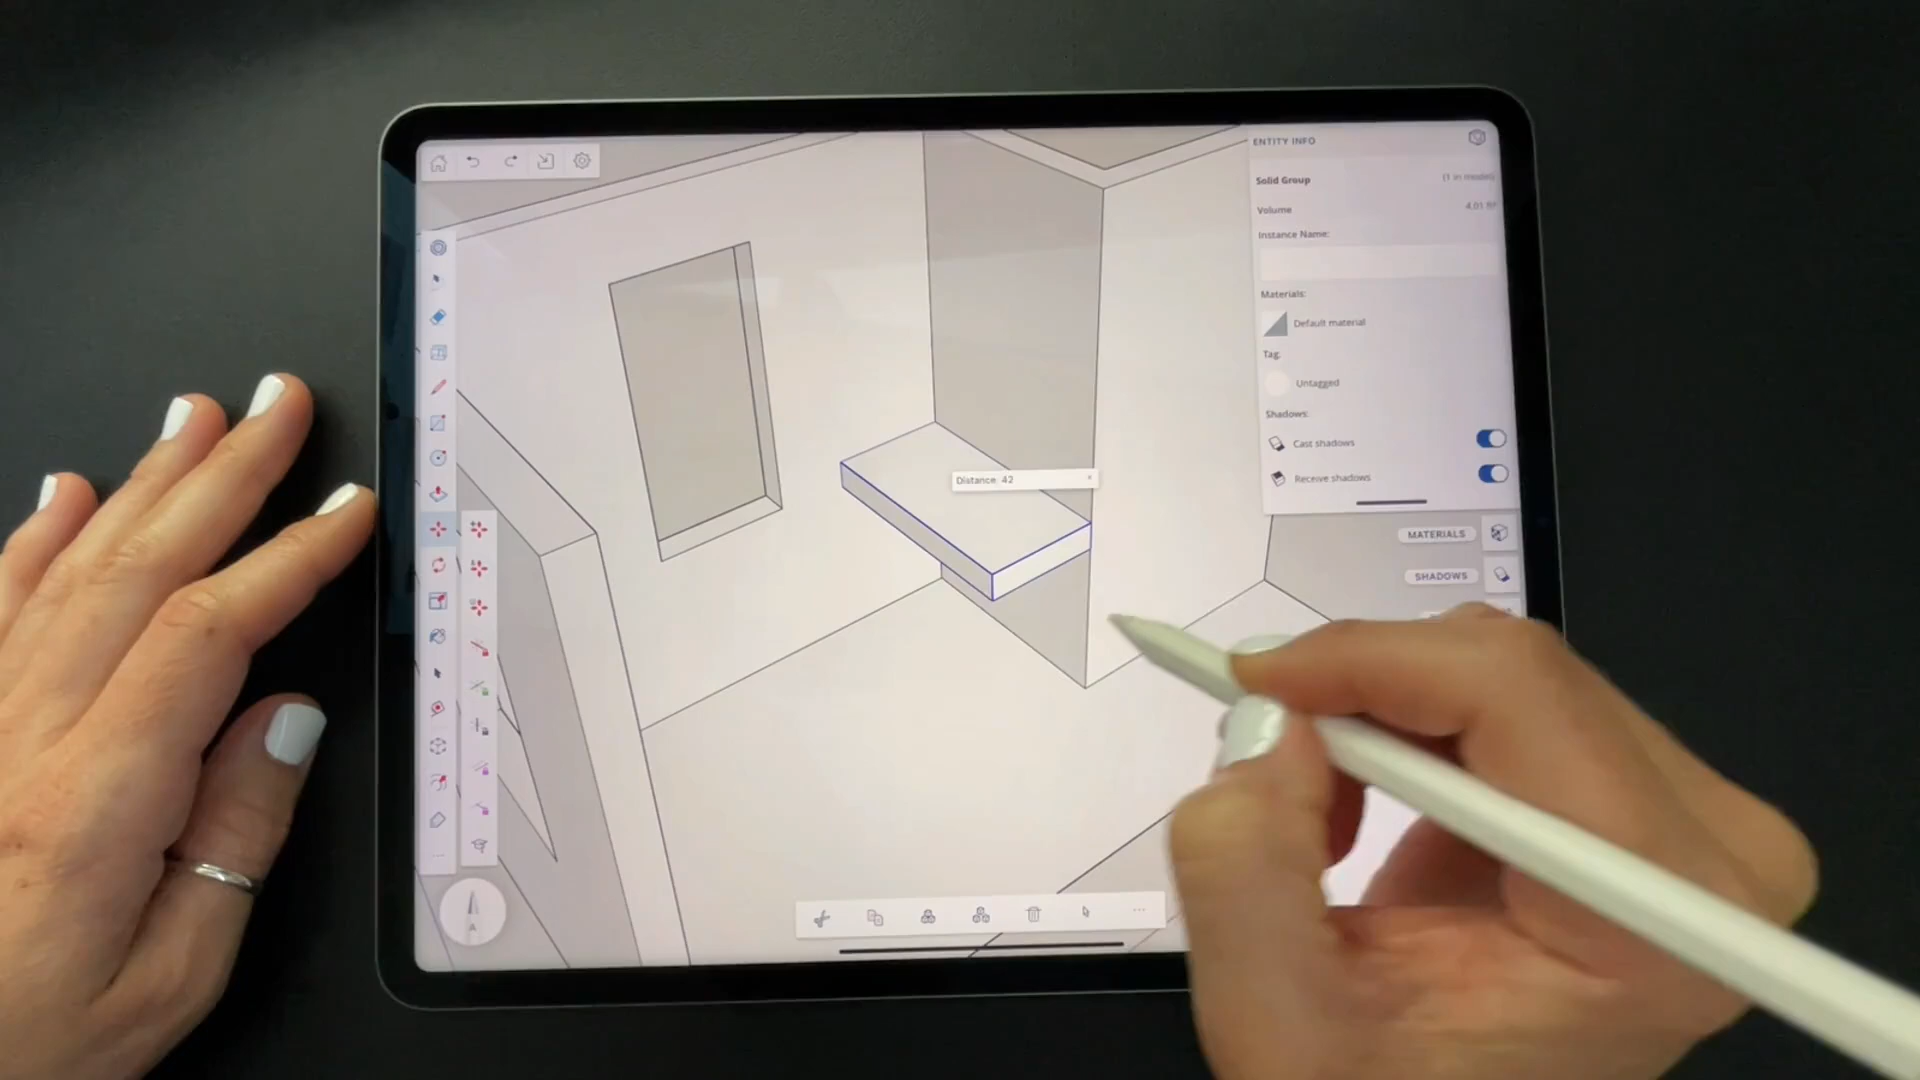 ENTITY INFO
Solid Group (1 in model)
Volume 4.01 ft³
Instance Name:
Materials:
Default material
Tag:
Untagged
Shadows:
Cast shadows
Receive shadows
Distance 42
MATERIALS
SHADOWS
A